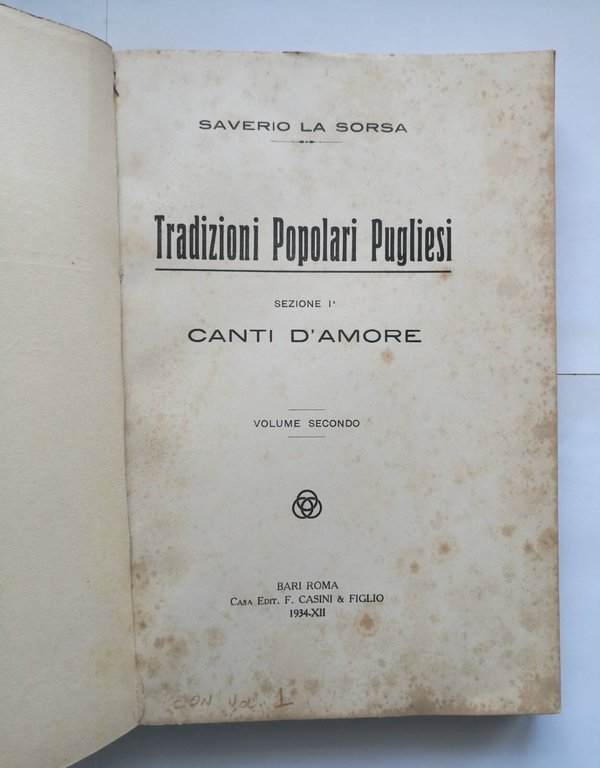 SAVERIO LA SORSA
Tradizioni Popolari Pugliesi
SEZIONE Iª
CANTI D'AMORE
VOLUME SECONDO
BARI-ROMA
CASA EDIT. F. CASINI & FIGLIO
1934-XII
CON VOL. 1